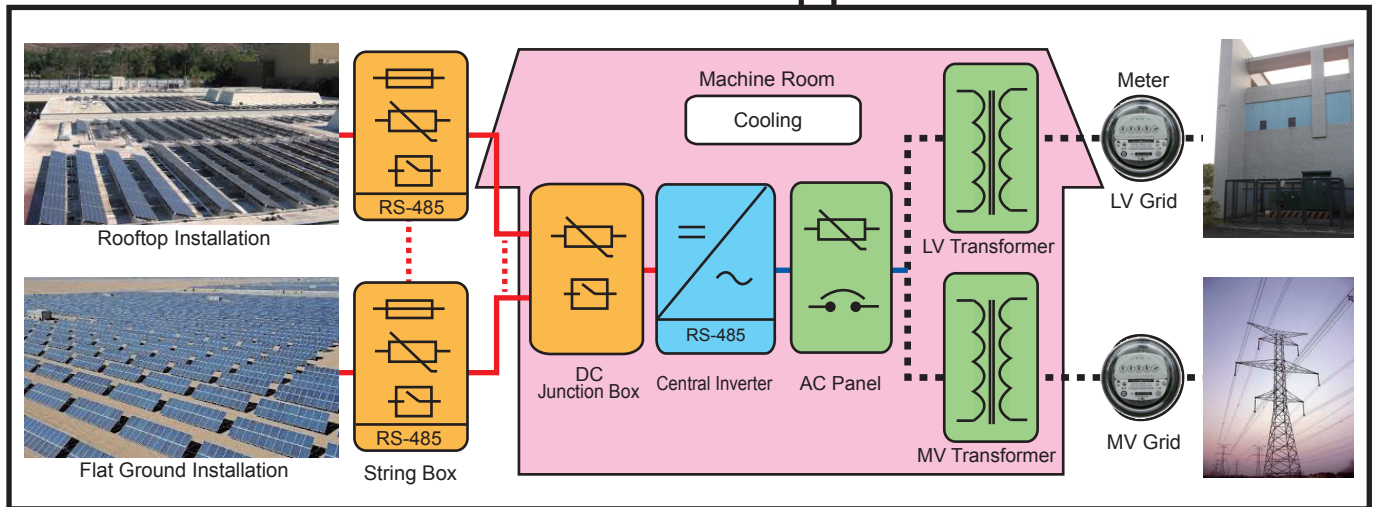 Rooftop Installation
Flat Ground Installation
RS-485
RS-485
String Box
Machine Room
Cooling
DC
Junction Box
RS-485
Central Inverter
AC Panel
LV Transformer
MV Transformer
Meter
LV Grid
MV Grid